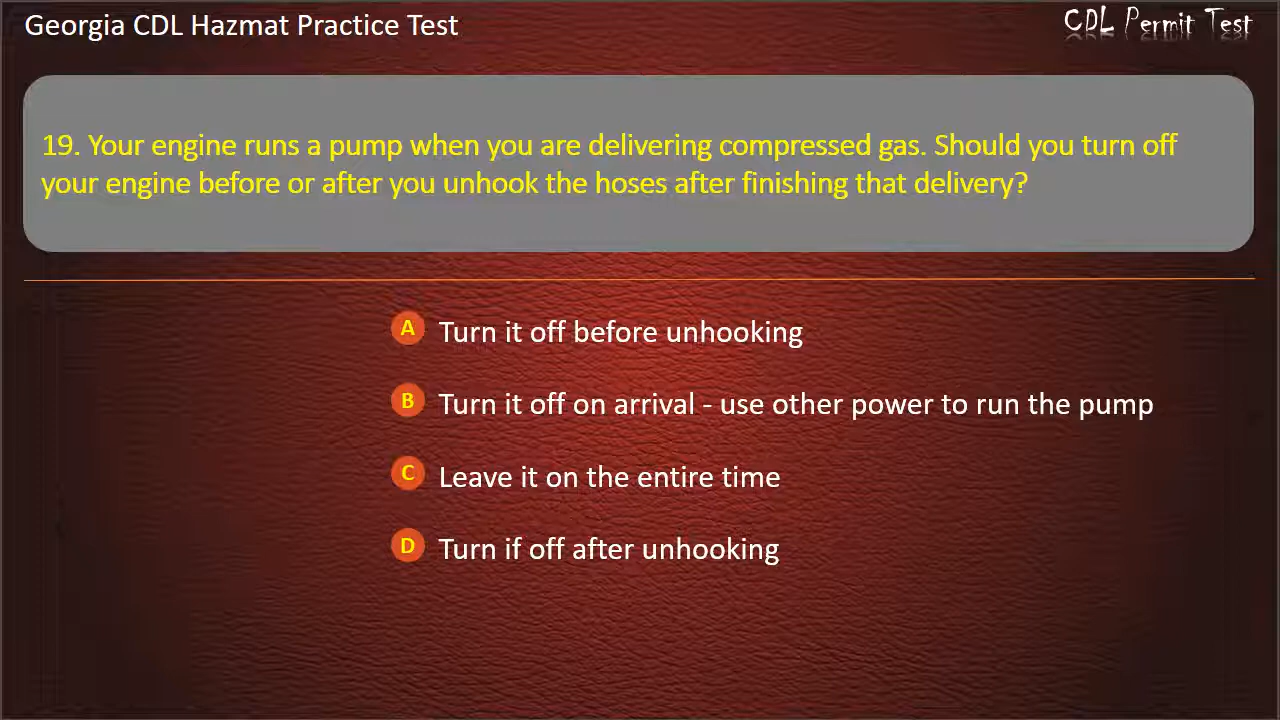 Georgia CDL Hazmat Practice Test
CDL Permit Test
19. Your engine runs a pump when you are delivering compressed gas. Should you turn off
your engine before or after you unhook the hoses after finishing that delivery?
A Turn it off before unhooking
B Turn it off on arrival - use other power to run the pump
C Leave it on the entire time
D Turn if off after unhooking